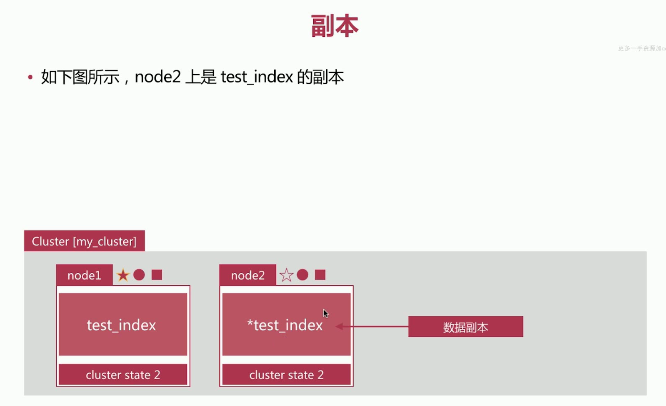 副本
• 如下图所示，node2 上是 test_index 的副本
Cluster [my_cluster]
node1
node2
test_index
*test_index
数据副本
cluster state 2
cluster state 2